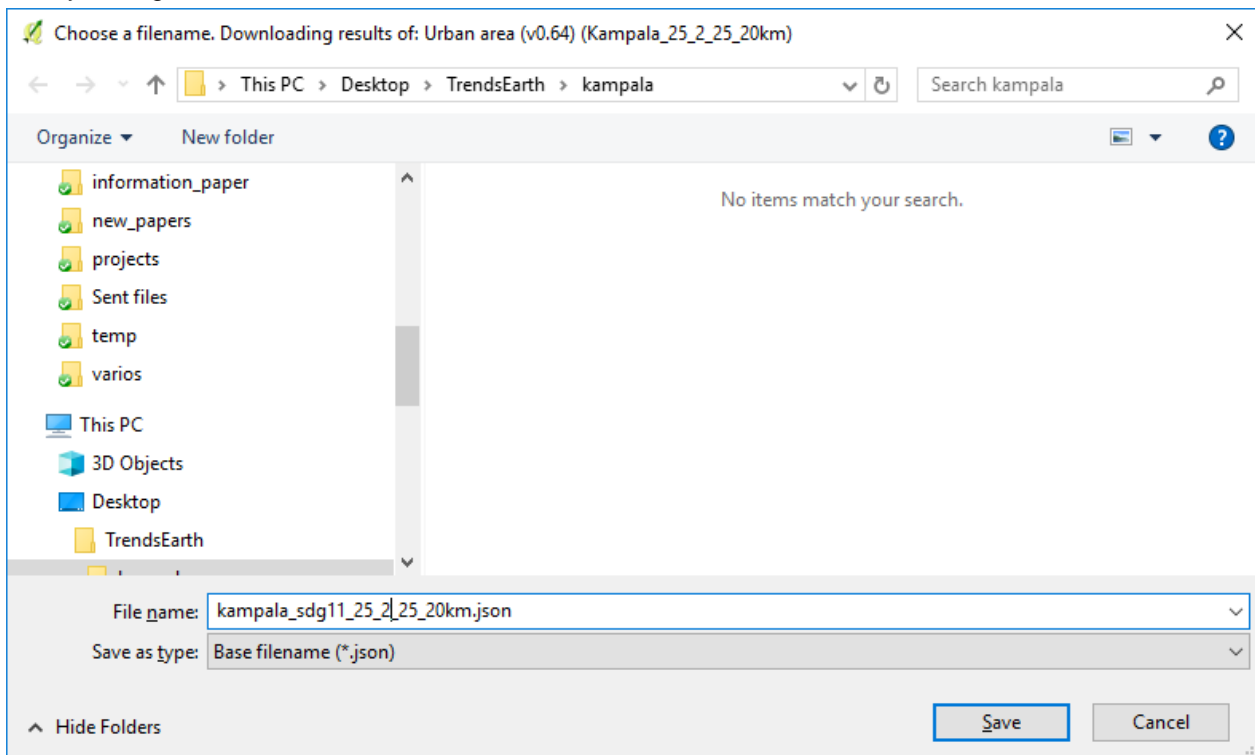 Choose a filename. Downloading results of: Urban area (v0.64) (Kampala_25_2_25_20km)
This PC > Desktop > TrendsEarth > kampala
Search kampala
Organize
New folder
information_paper
new_papers
projects
Sent files
temp
varios
This PC
3D Objects
Desktop
TrendsEarth
No items match your search.
File name: kampala_sdg11_25_2_25_20km.json
Save as type: Base filename (*.json)
Hide Folders
Save
Cancel